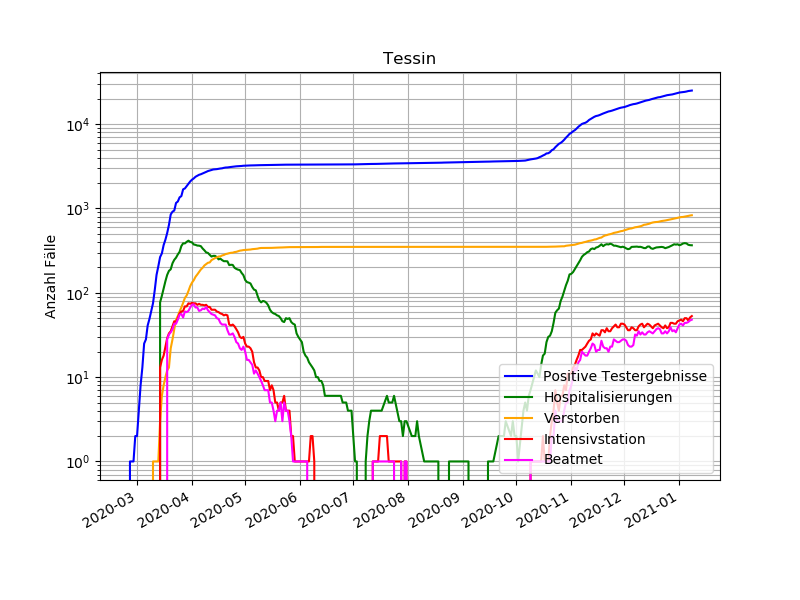 Tessin
Anzahl Fälle
10^4
10^3
10^2
10^1
10^0
Positive Testergebnisse
Hospitalisierungen
Verstorben
Intensivstation
Beatmet
2020-03
2020-04
2020-05
2020-06
2020-07
2020-08
2020-09
2020-10
2020-11
2020-12
2021-01